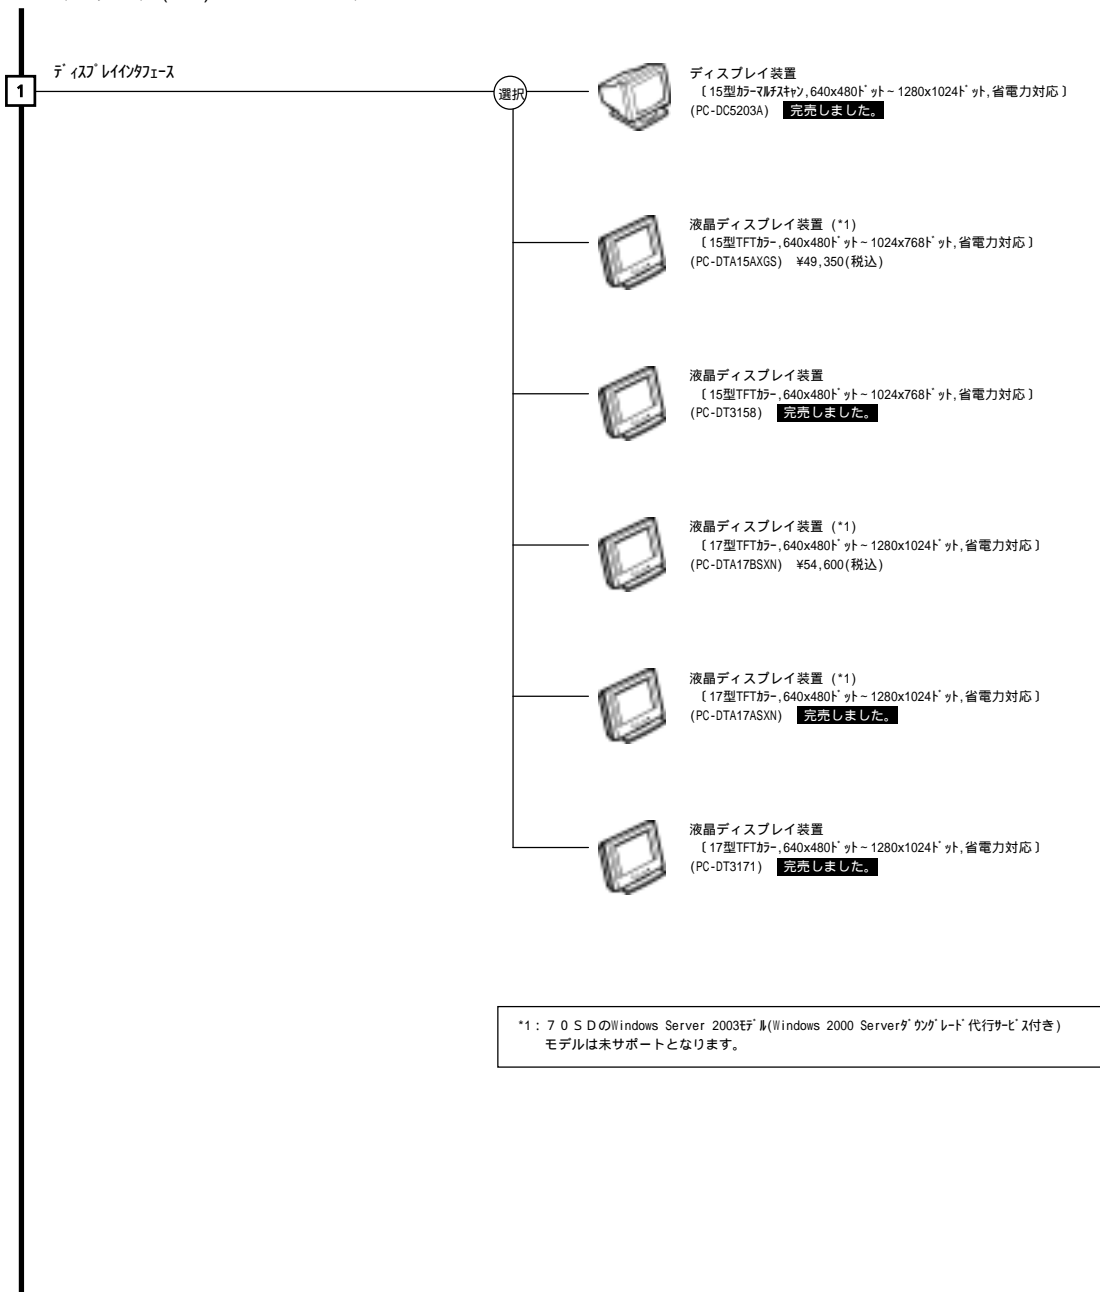 ﾃﾞｨｽﾌﾟﾚｲｲﾝﾀﾌｪｰｽ
1
選択
ディスプレイ装置
〔15型ｶﾗｰﾏﾙﾁｽｷｬﾝ,640x480ﾄﾞｯﾄ~1280x1024ﾄﾞｯﾄ,省電力対応〕
(PC-DC5203A) 完売しました。
液晶ディスプレイ装置 (*1)
〔15型TFTｶﾗｰ,640x480ﾄﾞｯﾄ~1024x768ﾄﾞｯﾄ,省電力対応〕
(PC-DTA15AXGS) ¥49,350(税込)
液晶ディスプレイ装置
〔15型TFTｶﾗｰ,640x480ﾄﾞｯﾄ~1024x768ﾄﾞｯﾄ,省電力対応〕
(PC-DT3158) 完売しました。
液晶ディスプレイ装置 (*1)
〔17型TFTｶﾗｰ,640x480ﾄﾞｯﾄ~1280x1024ﾄﾞｯﾄ,省電力対応〕
(PC-DTA17BSXN) ¥54,600(税込)
液晶ディスプレイ装置 (*1)
〔17型TFTｶﾗｰ,640x480ﾄﾞｯﾄ~1280x1024ﾄﾞｯﾄ,省電力対応〕
(PC-DTA17ASXN) 完売しました。
液晶ディスプレイ装置
〔17型TFTｶﾗｰ,640x480ﾄﾞｯﾄ~1280x1024ﾄﾞｯﾄ,省電力対応〕
(PC-DT3171) 完売しました。
*1:70SDのWindows Server 2003ﾓﾃﾞﾙ(Windows 2000 Serverﾀﾞｳﾝｸﾞﾚｰﾄﾞ代行ｻｰﾋﾞｽ付き)
モデルは未サポートとなります。